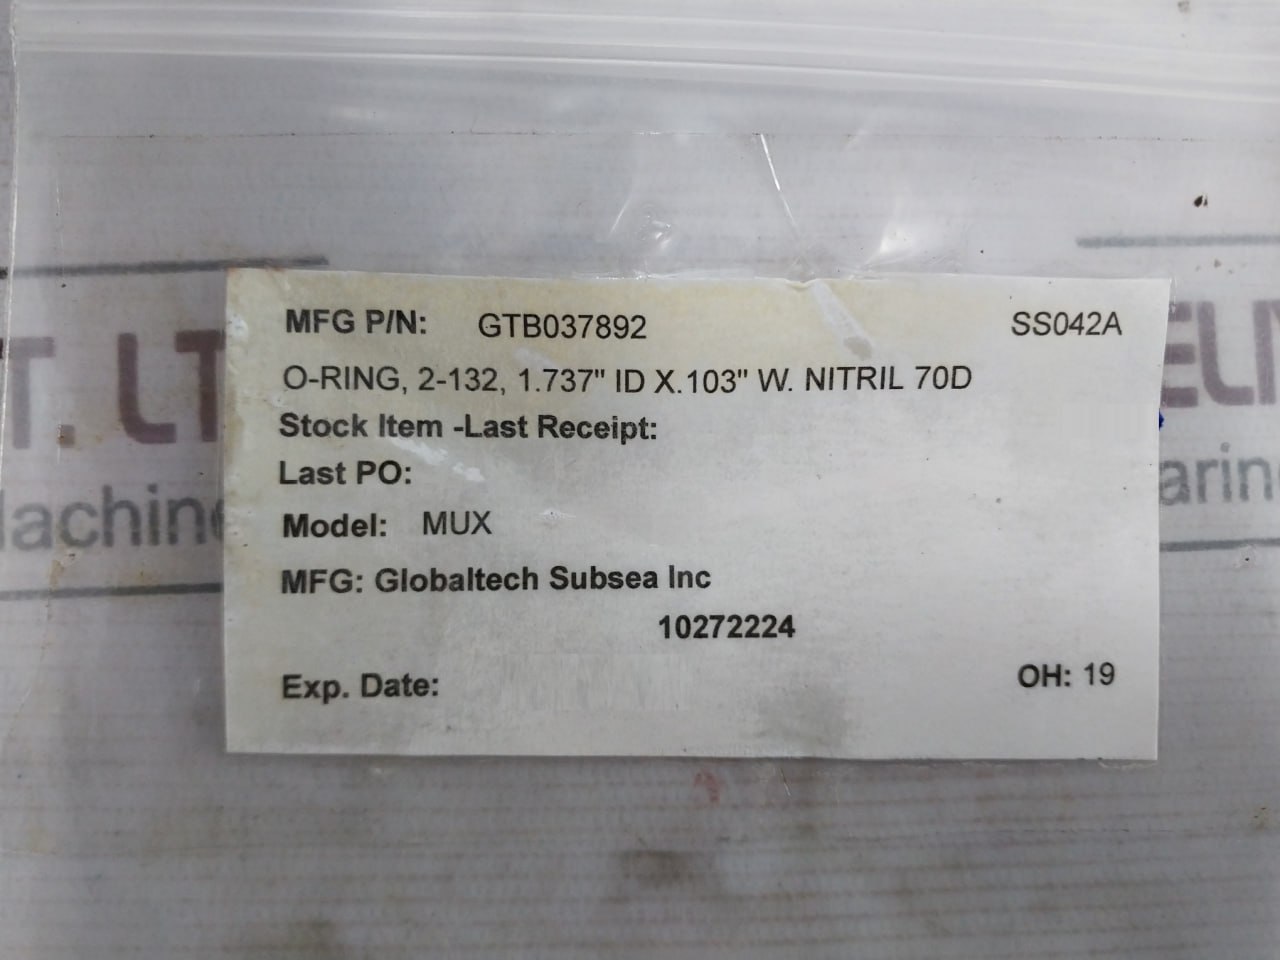 MFG P/N: GTB037892 SS042A
O-RING, 2-132, 1.737" ID X.103" W. NITRIL 70D
Stock Item -Last Receipt:
Last PO:
Model: MUX
MFG: Globaltech Subsea Inc
10272224
Exp. Date: OH: 19
T. LT